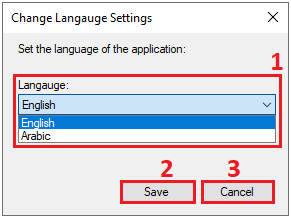 Change Langauge Settings
Set the language of the application:
1
Langauge:
English
English
Arabic
2
3
Save
Cancel